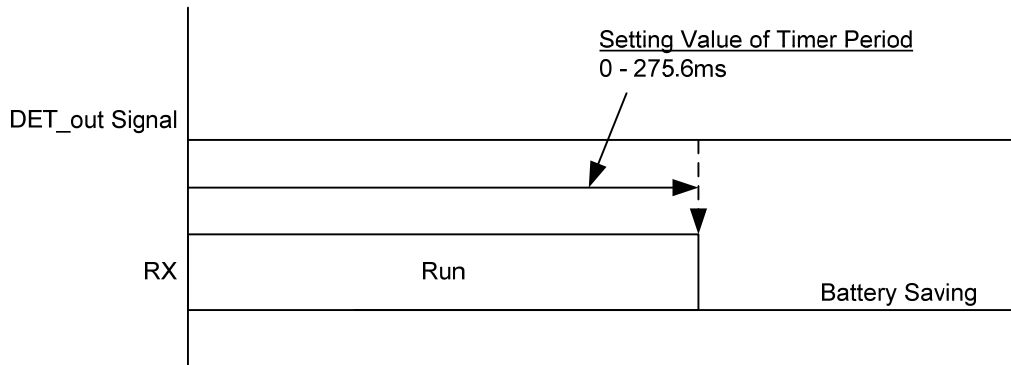 Setting Value of Timer Period
0 - 275.6ms
DET_out Signal
RX
Run
Battery Saving